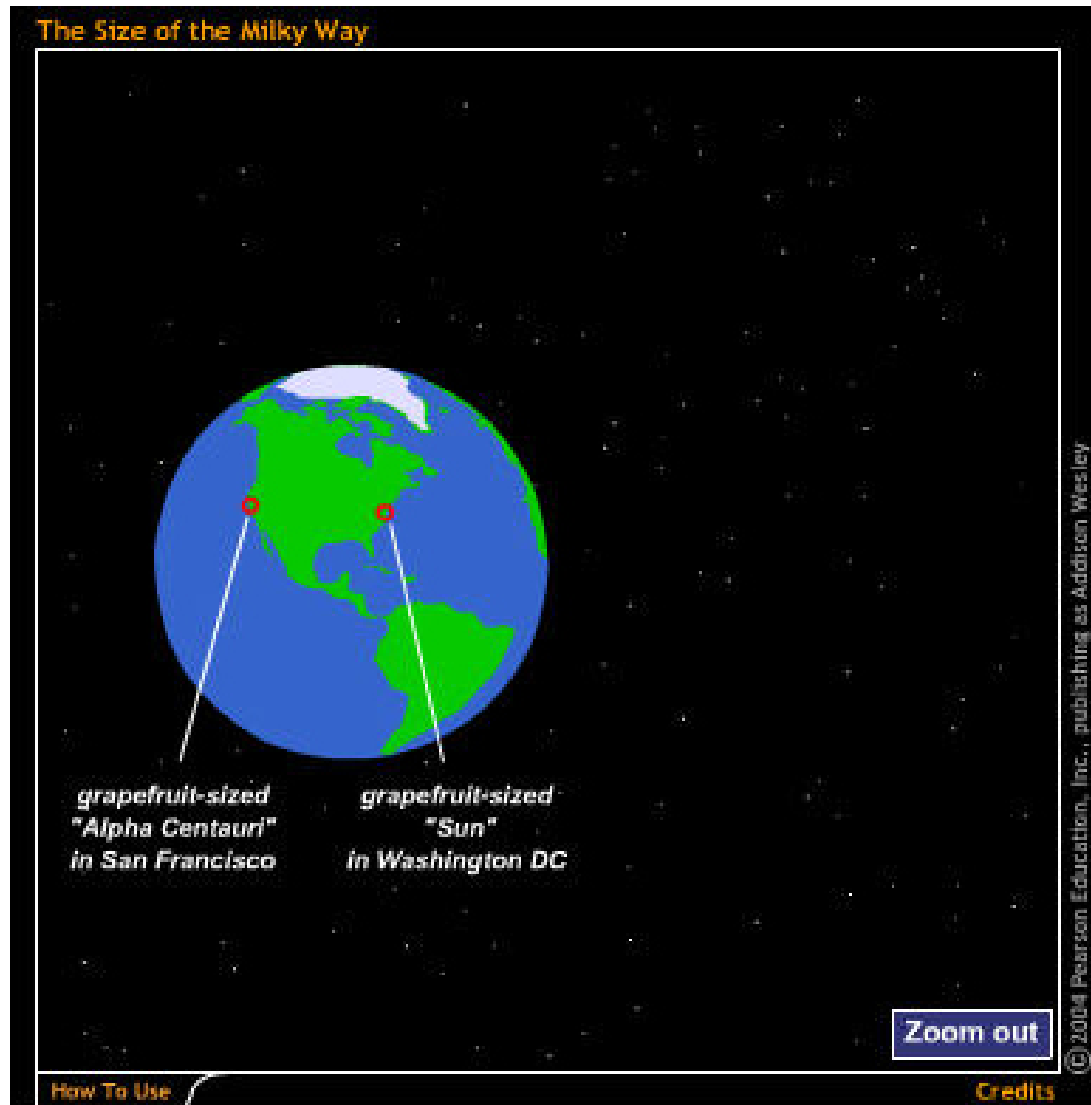 The Size of the Milky Way
grapefruit-sized
"Alpha Centauri"
in San Francisco
grapefruit-sized
"Sun"
in Washington DC
Zoom out
How To Use
Credits
©2004 Pearson Education, Inc., publishing as Addison Wesley